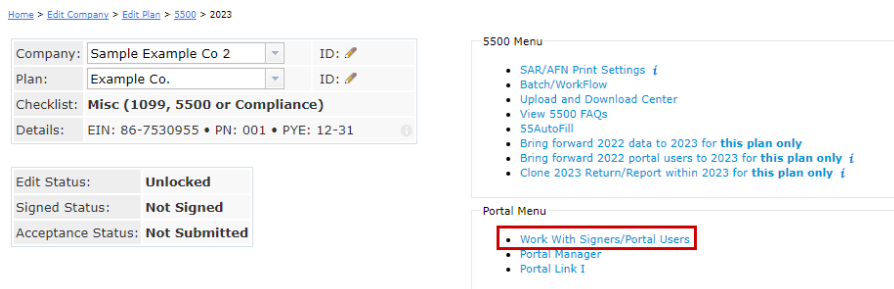 Home > Edit Company > Edit Plan > 5500 > 2023
Company: Sample Example Co 2 ID:
Plan: Example Co. ID:
Checklist: Misc (1099, 5500 or Compliance)
Details: EIN: 86-7530955 • PN: 001 • PYE: 12-31
Edit Status: Unlocked
Signed Status: Not Signed
Acceptance Status: Not Submitted
5500 Menu
• SAR/AFN Print Settings i
• Batch/WorkFlow
• Upload and Download Center
• View 5500 FAQs
• 55AutoFill
• Bring forward 2022 data to 2023 for this plan only
• Bring forward 2022 portal users to 2023 for this plan only i
• Clone 2023 Return/Report within 2023 for this plan only i
Portal Menu
• Work With Signers/Portal Users
• Portal Manager
• Portal Link I